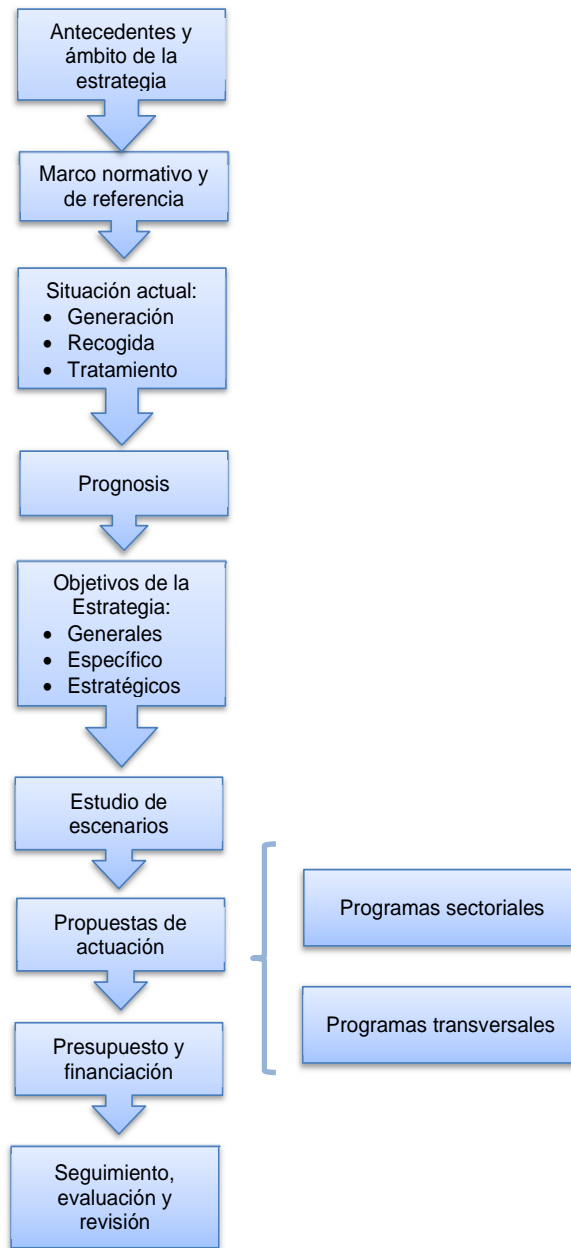 Antecedentes y
ámbito de la
estrategia
Marco normativo y
de referencia
Situación actual:
• Generación
• Recogida
• Tratamiento
Prognosis
Objetivos de la
Estrategia:
• Generales
• Específico
• Estratégicos
Estudio de
escenarios
Propuestas de
actuación
Programas sectoriales
Programas transversales
Presupuesto y
financiación
Seguimiento,
evaluación y
revisión